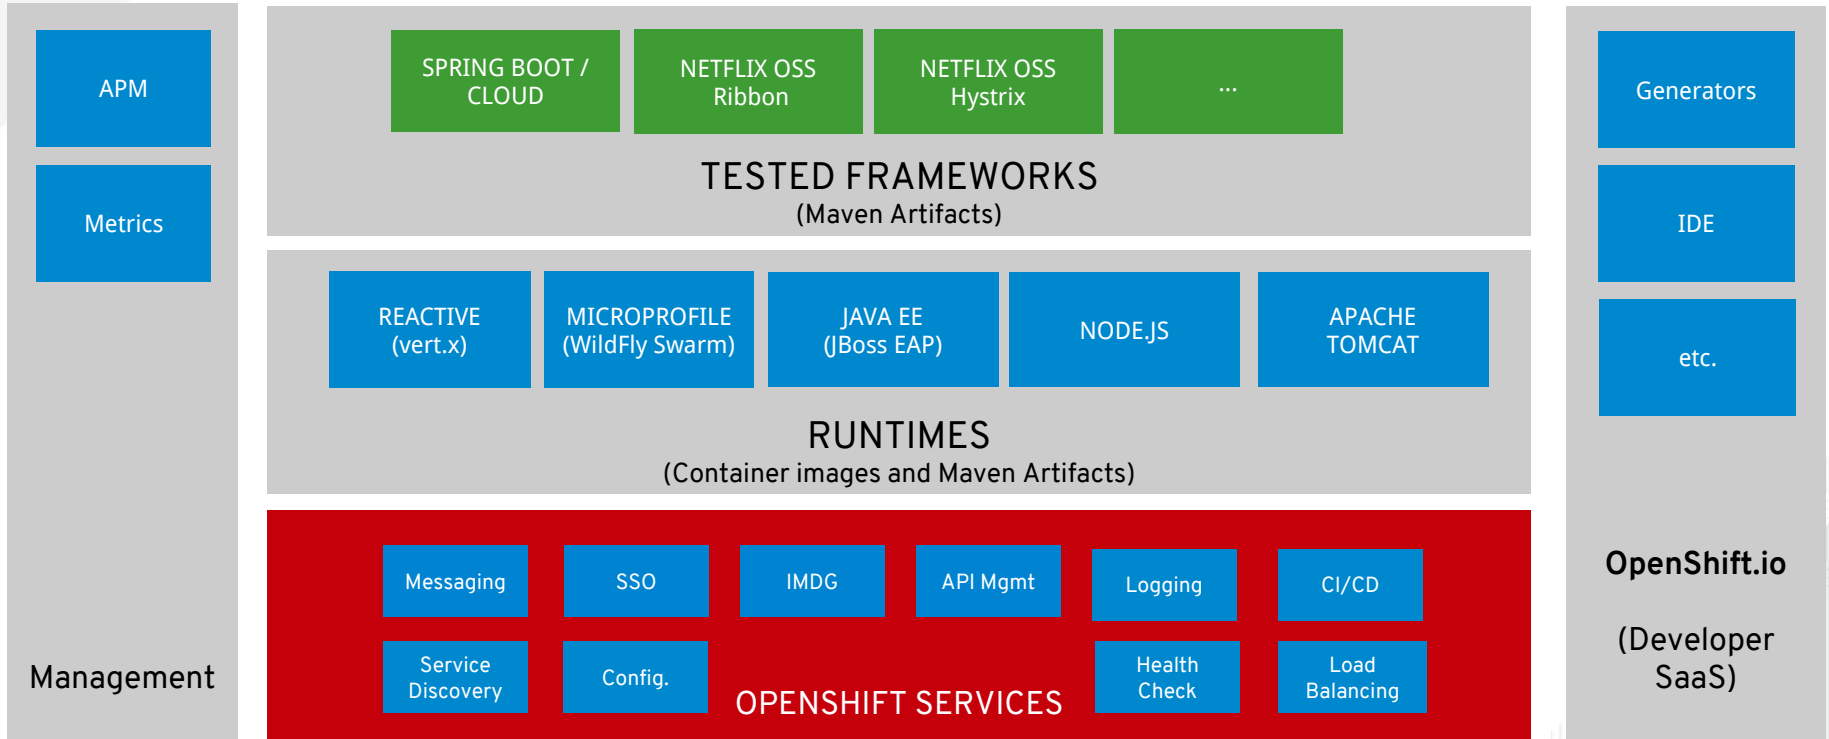 APM
Metrics
Management
SPRING BOOT /
CLOUD
NETFLIX OSS
Ribbon
NETFLIX OSS
Hystrix
...
TESTED FRAMEWORKS
(Maven Artifacts)
REACTIVE
(vert.x)
MICROPROFILE
(WildFly Swarm)
JAVA EE
(JBoss EAP)
NODE.JS
APACHE
TOMCAT
RUNTIMES
(Container images and Maven Artifacts)
Messaging
SSO
IMDG
API Mgmt
Logging
CI/CD
Service
Discovery
Config.
Health
Check
Load
Balancing
OPENSHIFT SERVICES
Generators
IDE
etc.
OpenShift.io
(Developer
SaaS)